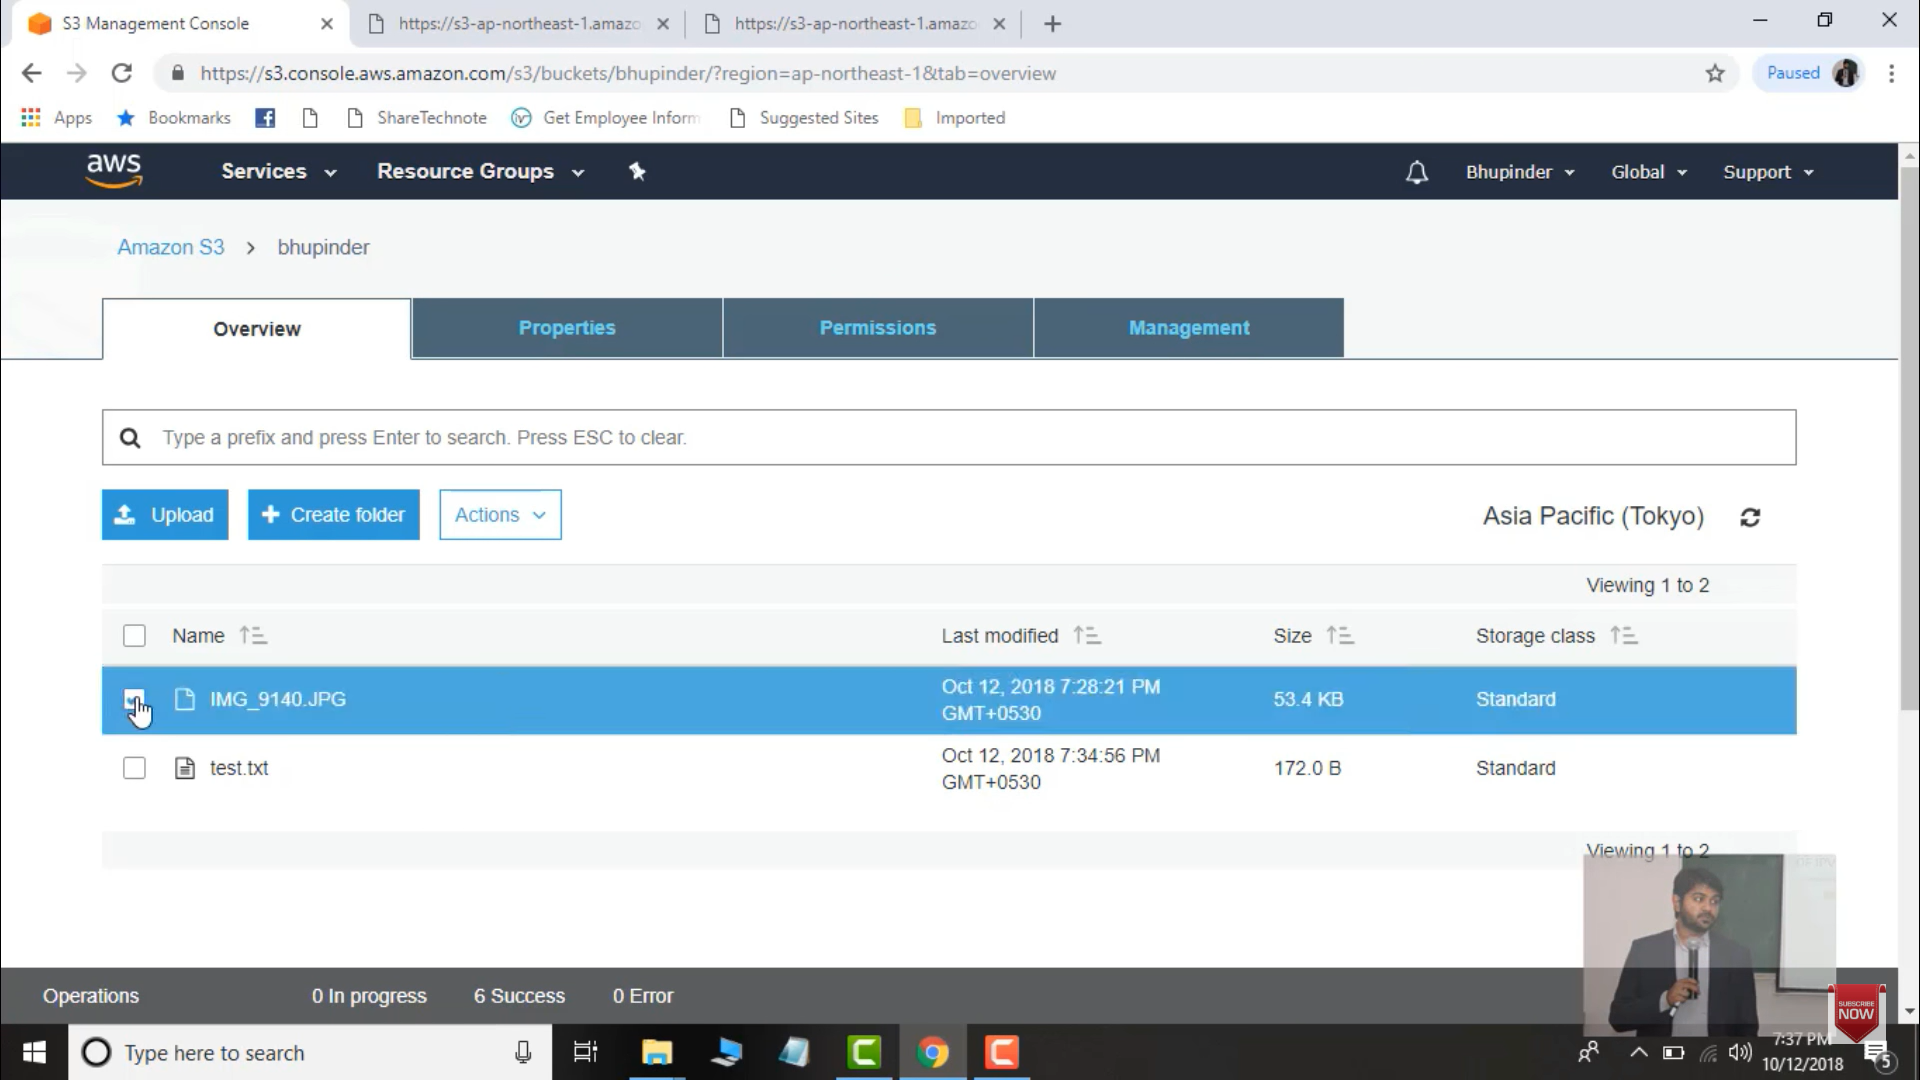 S3 Management Console
https://s3-ap-northeast-1.amazo
https://s3-ap-northeast-1.amazo
https://s3.console.aws.amazon.com/s3/buckets/bhupinder/?region=ap-northeast-1&tab=overview
Paused
Apps
Bookmarks
ShareTechnote
Get Employee Inform
Suggested Sites
Imported
aws
Services
Resource Groups
Bhupinder
Global
Support
Amazon S3 > bhupinder
Overview
Properties
Permissions
Management
Type a prefix and press Enter to search. Press ESC to clear.
Upload
Create folder
Actions
Asia Pacific (Tokyo)
Viewing 1 to 2
Name
Last modified
Size
Storage class
IMG_9140.JPG
Oct 12, 2018 7:28:21 PM
GMT+0530
53.4 KB
Standard
test.txt
Oct 12, 2018 7:34:56 PM
GMT+0530
172.0 B
Standard
Viewing 1 to 2
Operations
0 In progress
6 Success
0 Error
SUBSCRIBE
NOW
Type here to search
7:37 PM
10/12/2018
5